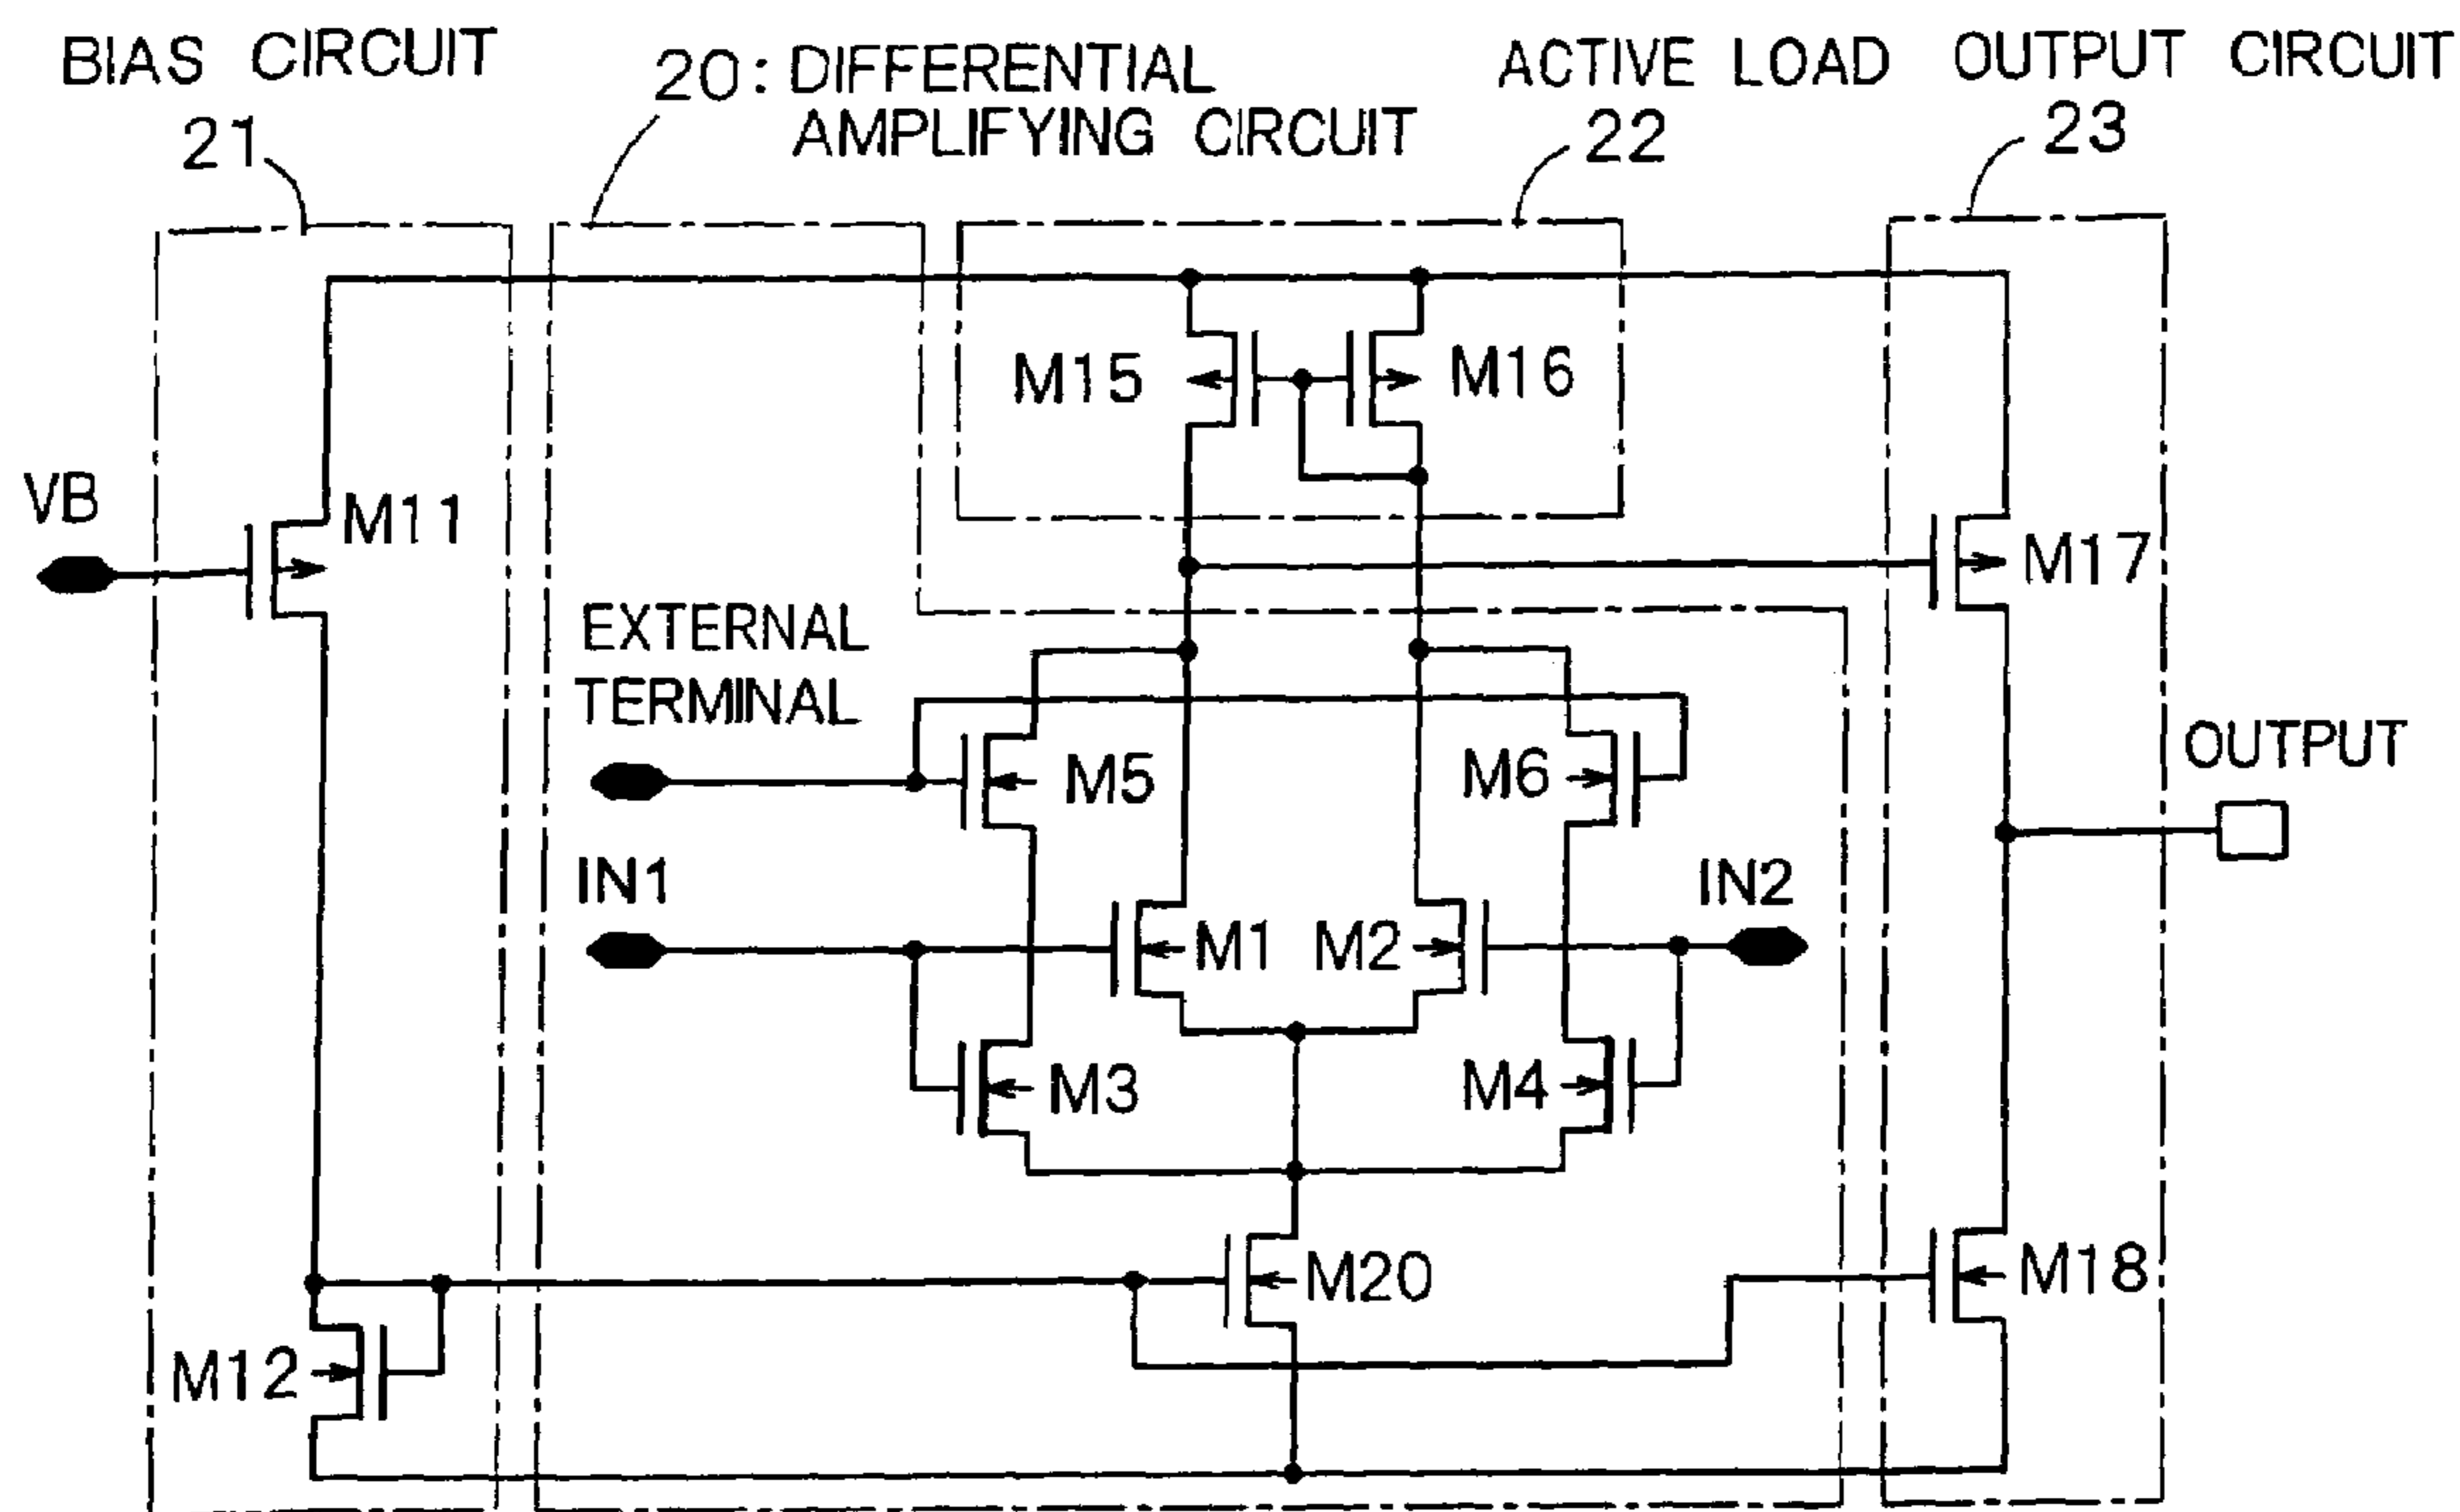 BIAS CIRCUIT
21
20: DIFFERENTIAL
AMPLIFYING CIRCUIT
ACTIVE LOAD
22
OUTPUT CIRCUIT
23
M15
M16
VB
M11
M17
EXTERNAL
TERMINAL
M5
M6
OUTPUT
IN1
IN2
M1
M2
M3
M4
M20
M18
M12